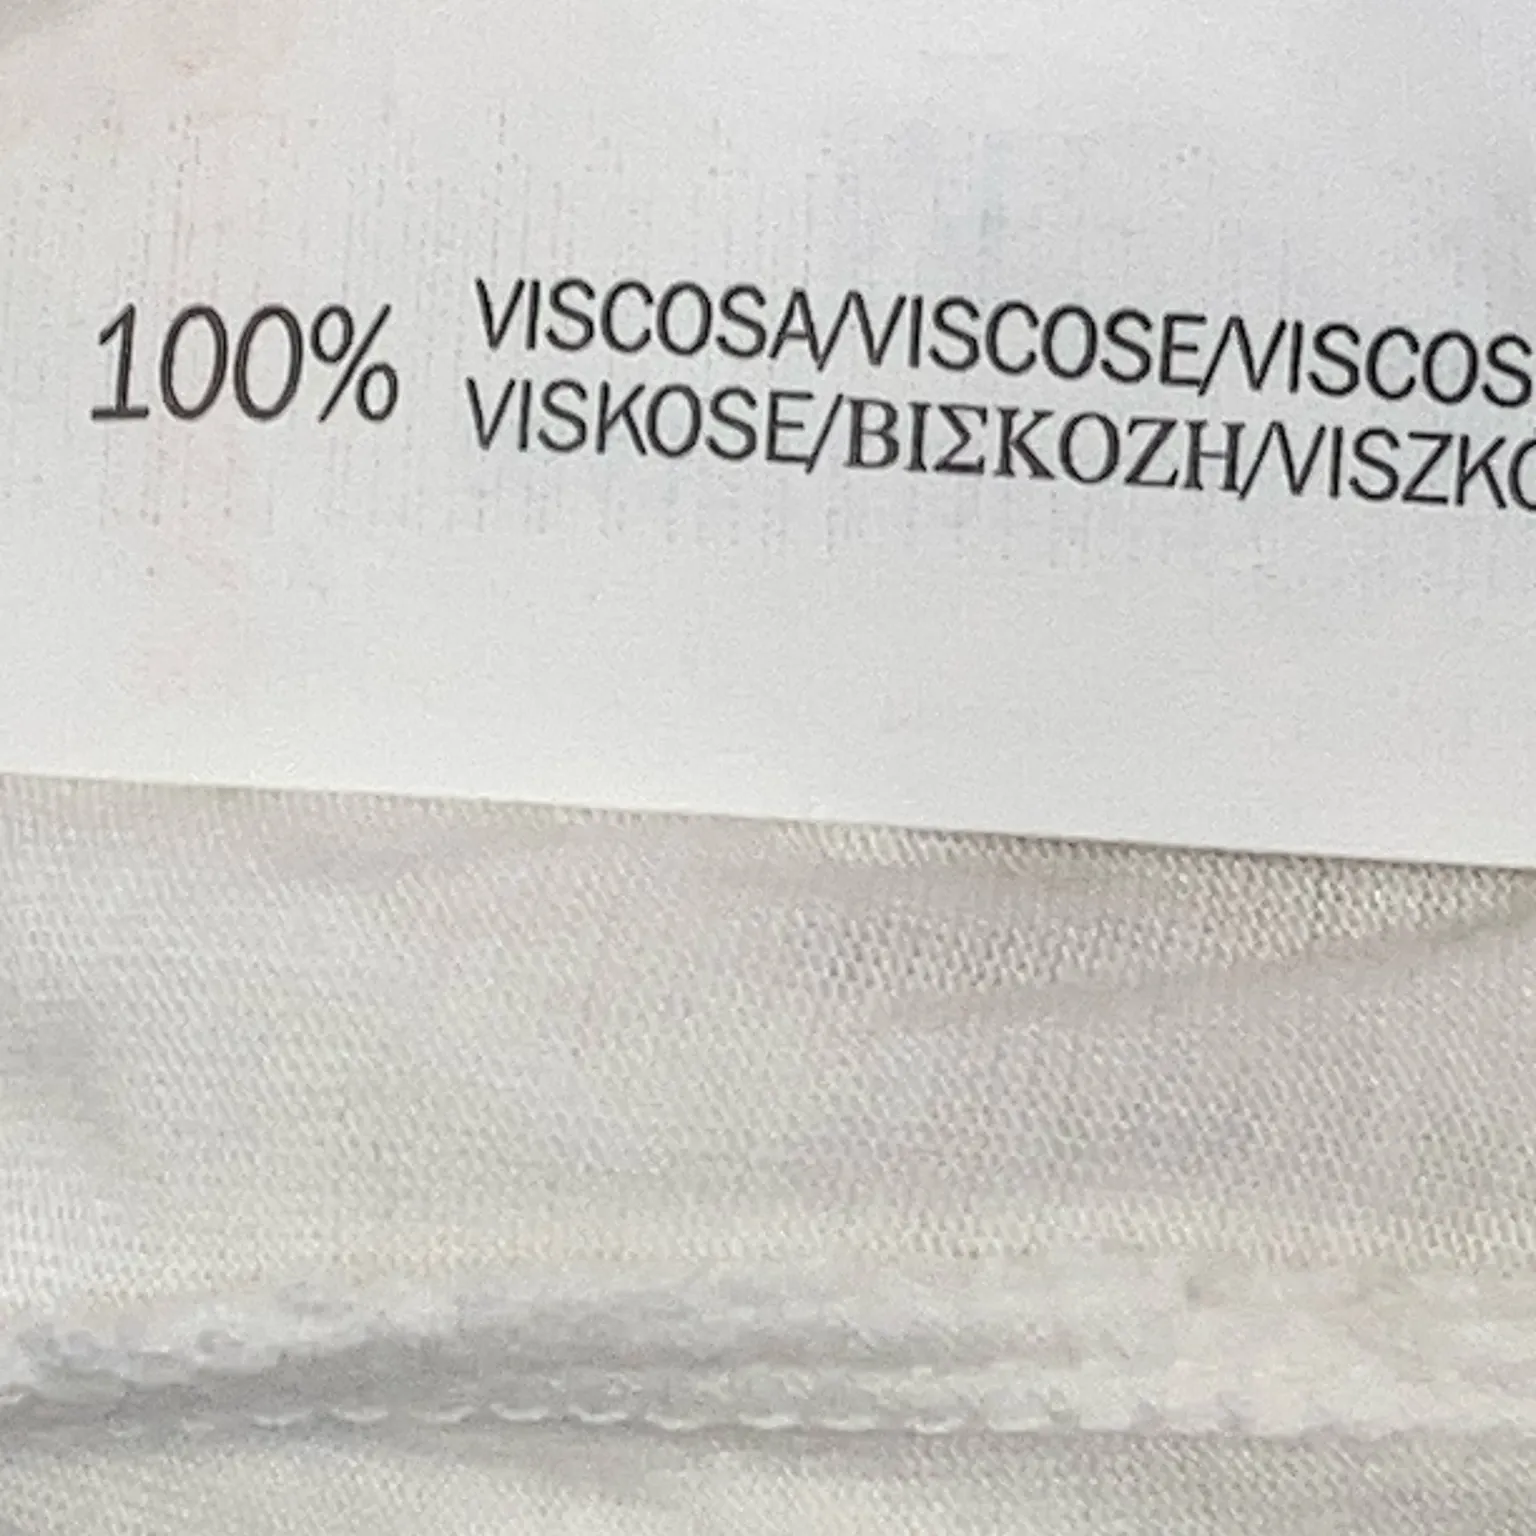 100% VISCOSA/VISCOSE/VISCOS
VISKOSE/ΒΙΣΚΟΖΗ/VISZKO